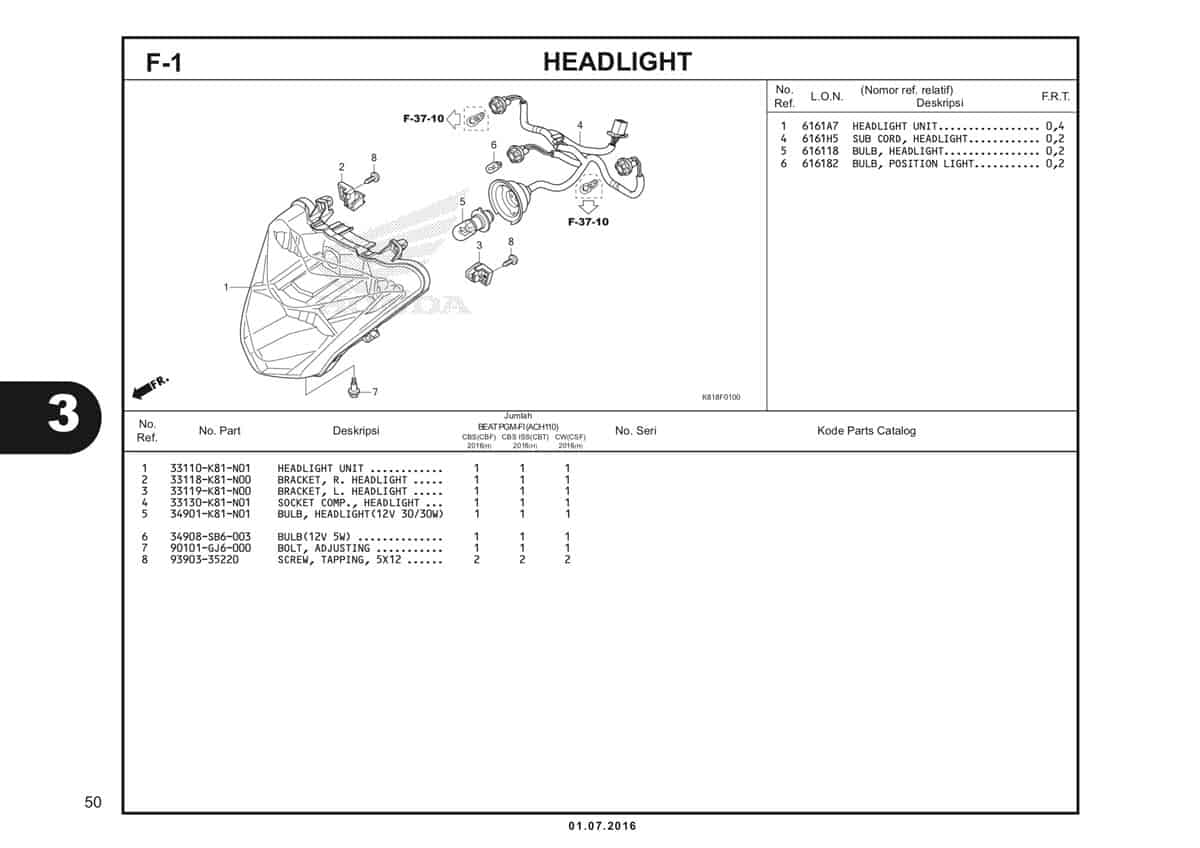 F-1
HEADLIGHT
F-37-10
4
6
8
2
5
F-37-10
8
3
1
HONDA
7
FR.
K818F0100
No. Ref. L.O.N. (Nomor ref. relatif) Deskripsi F.R.T.
1 6161A7 HEADLIGHT UNIT................. 0,4
4 6161H5 SUB CORD, HEADLIGHT............ 0,2
5 616118 BULB, HEADLIGHT................ 0,2
6 616182 BULB, POSITION LIGHT........... 0,2
3
No. Ref. No. Part Deskripsi Jumlah No. Seri Kode Parts Catalog
BEAT PGM-FI (ACH110)
CBS(CBF) CBS ISS(CBT) CW(CSF)
2016(H) 2016(H) 2016(H)
1 33110-K81-N01 HEADLIGHT UNIT ............ 1 1 1
2 33118-K81-N00 BRACKET, R. HEADLIGHT ..... 1 1 1
3 33119-K81-N00 BRACKET, L. HEADLIGHT ..... 1 1 1
4 33130-K81-N01 SOCKET COMP., HEADLIGHT ... 1 1 1
5 34901-K81-N01 BULB, HEADLIGHT(12V 30/30W) 1 1 1
6 34908-SB6-003 BULB(12V 5W) .............. 1 1 1
7 90101-GJ6-000 BOLT, ADJUSTING ........... 1 1 1
8 93903-35220 SCREW, TAPPING, 5X12 ...... 2 2 2
50
01.07.2016